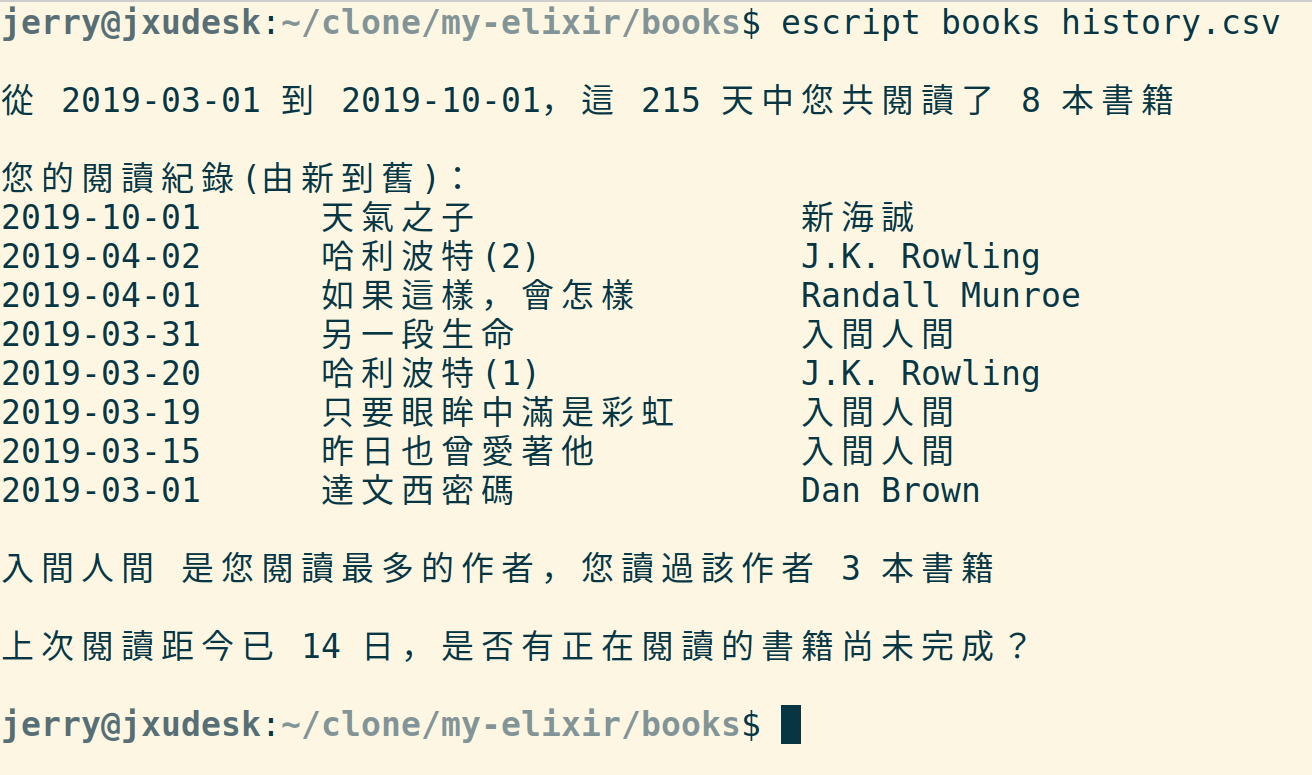 jerry@jxudesk:~/clone/my-elixir/books$ escript books history.csv
從 2019-03-01 到 2019-10-01，這 215 天中您共閱讀了 8 本書籍
您的閱讀紀錄(由新到舊)：
2019-10-01 天氣之子 新海誠
2019-04-02 哈利波特(2) J.K. Rowling
2019-04-01 如果這樣，會怎樣 Randall Munroe
2019-03-31 另一段生命 入間人間
2019-03-20 哈利波特(1) J.K. Rowling
2019-03-19 只要眼眸中滿是彩虹 入間人間
2019-03-15 昨日也曾愛著他 入間人間
2019-03-01 達文西密碼 Dan Brown
入間人間 是您閱讀最多的作者，您讀過該作者 3 本書籍
上次閱讀距今已 14 日，是否有正在閱讀的書籍尚未完成？
jerry@jxudesk:~/clone/my-elixir/books$